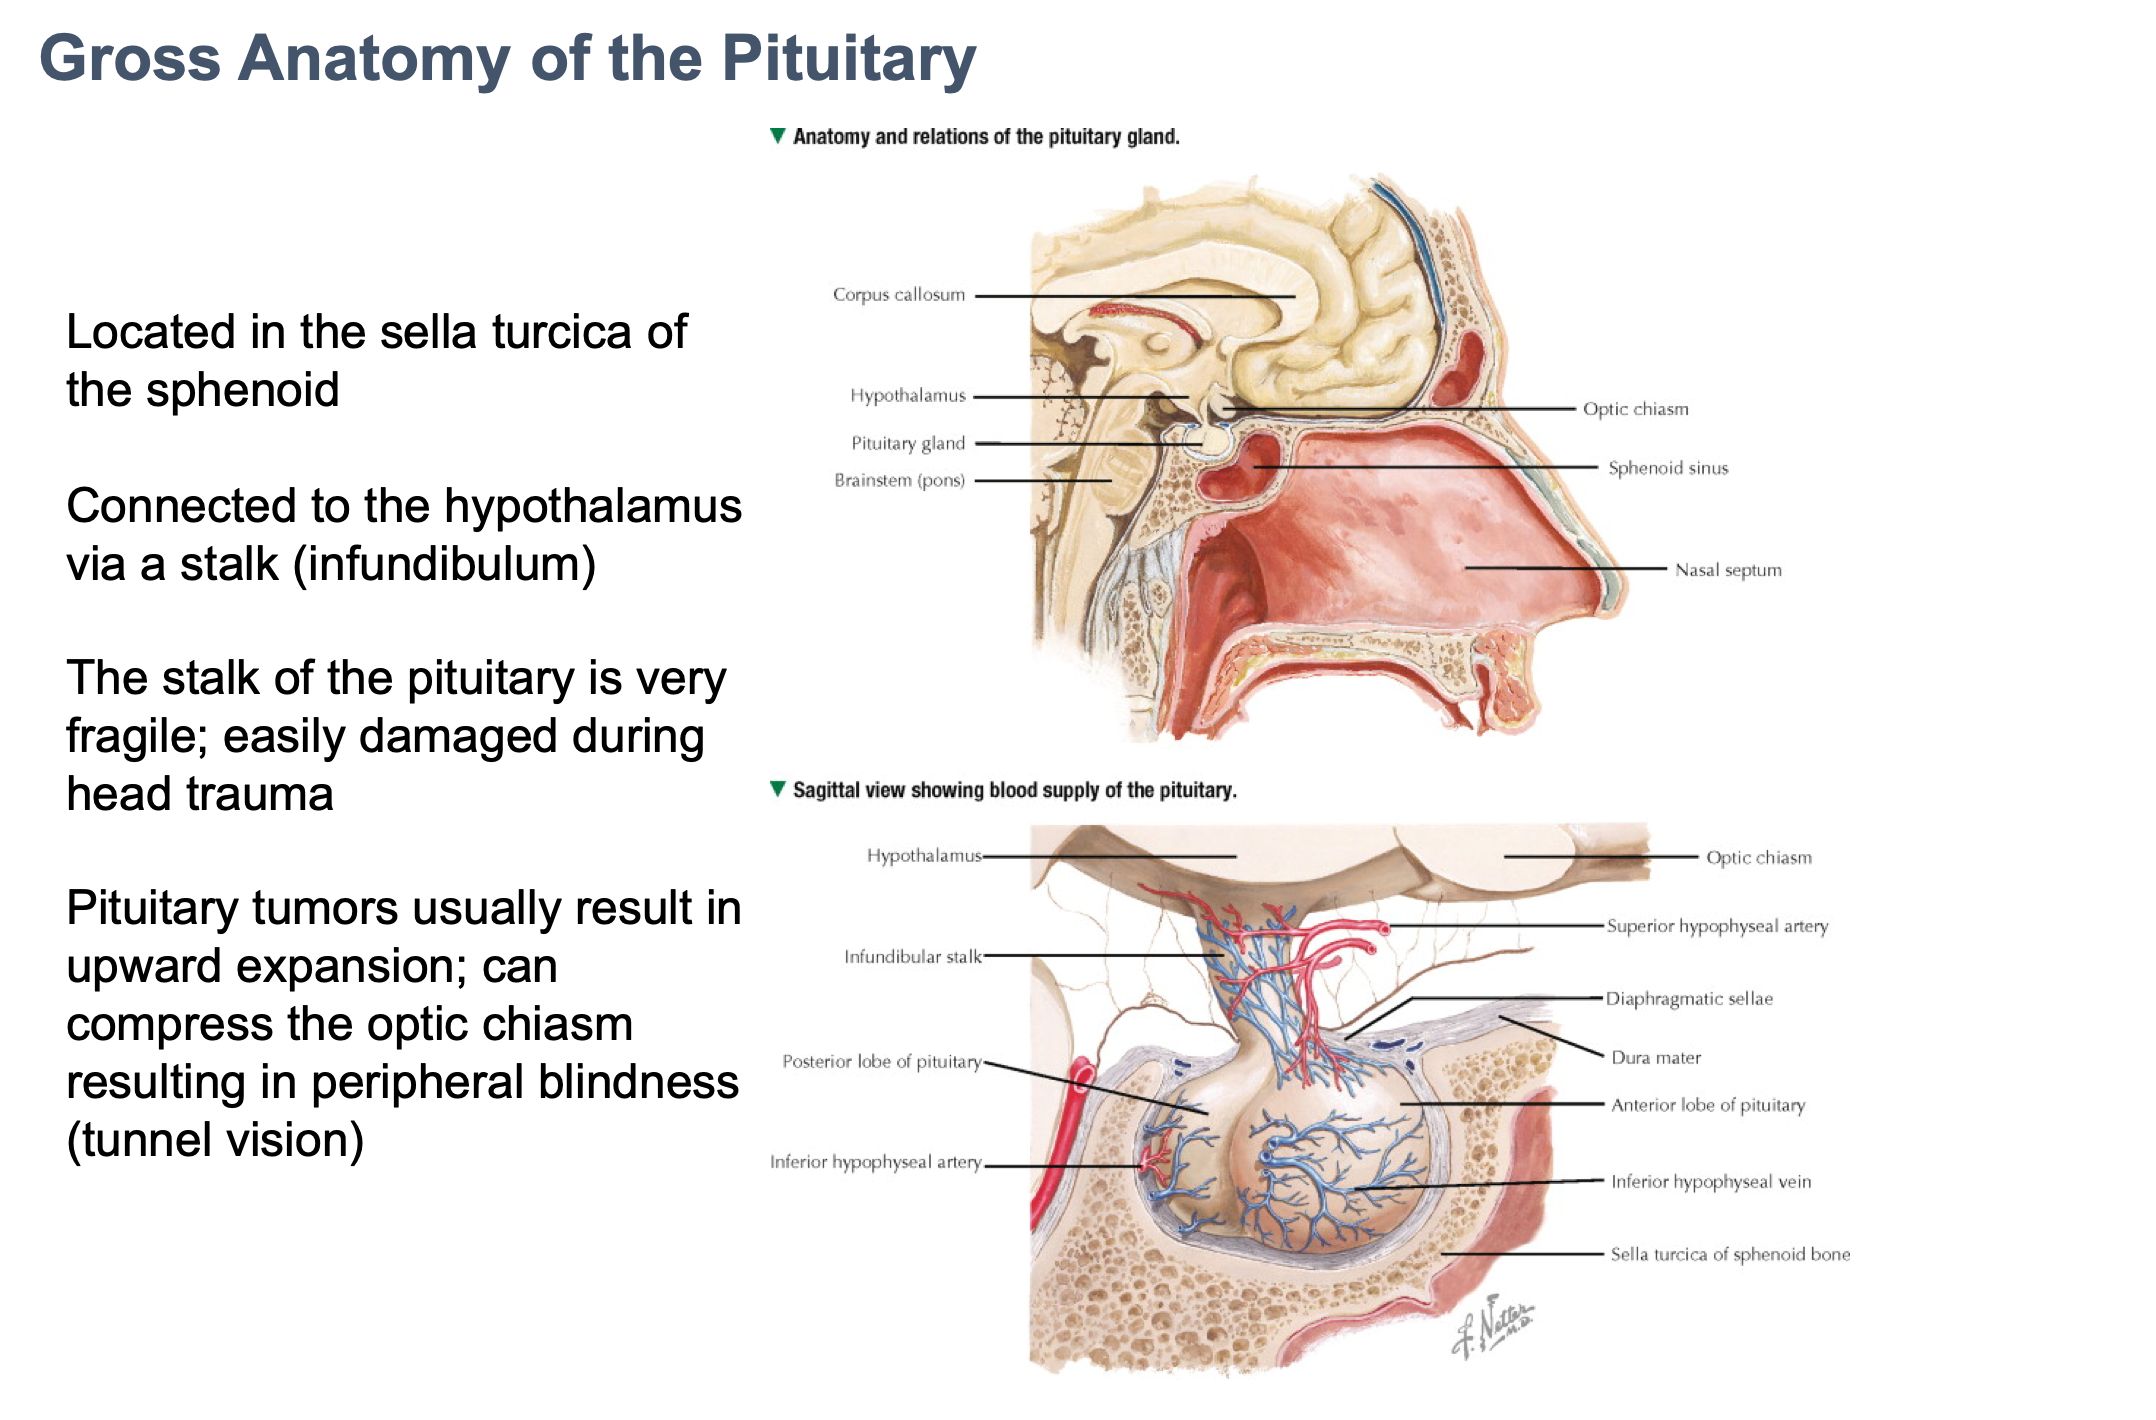 Gross Anatomy of the Pituitary
Located in the sella turcica of
the sphenoid
Connected to the hypothalamus
via a stalk (infundibulum)
The stalk of the pituitary is very
fragile; easily damaged during
head trauma
Pituitary tumors usually result in
upward expansion; can
compress the optic chiasm
resulting in peripheral blindness
(tunnel vision)
▼ Anatomy and relations of the pituitary gland.
Corpus callosum
Hypothalamus
Pituitary gland
Brainstem (pons)
Optic chiasm
Sphenoid sinus
Nasal septum
▼ Sagittal view showing blood supply of the pituitary.
Hypothalamus
Infundibular stalk
Posterior lobe of pituitary
Inferior hypophyseal artery
Optic chiasm
Superior hypophyseal artery
Diaphragmatic sellae
Dura mater
Anterior lobe of pituitary
Inferior hypophyseal vein
Sella turcica of sphenoid bone
F. Netter
M.D.